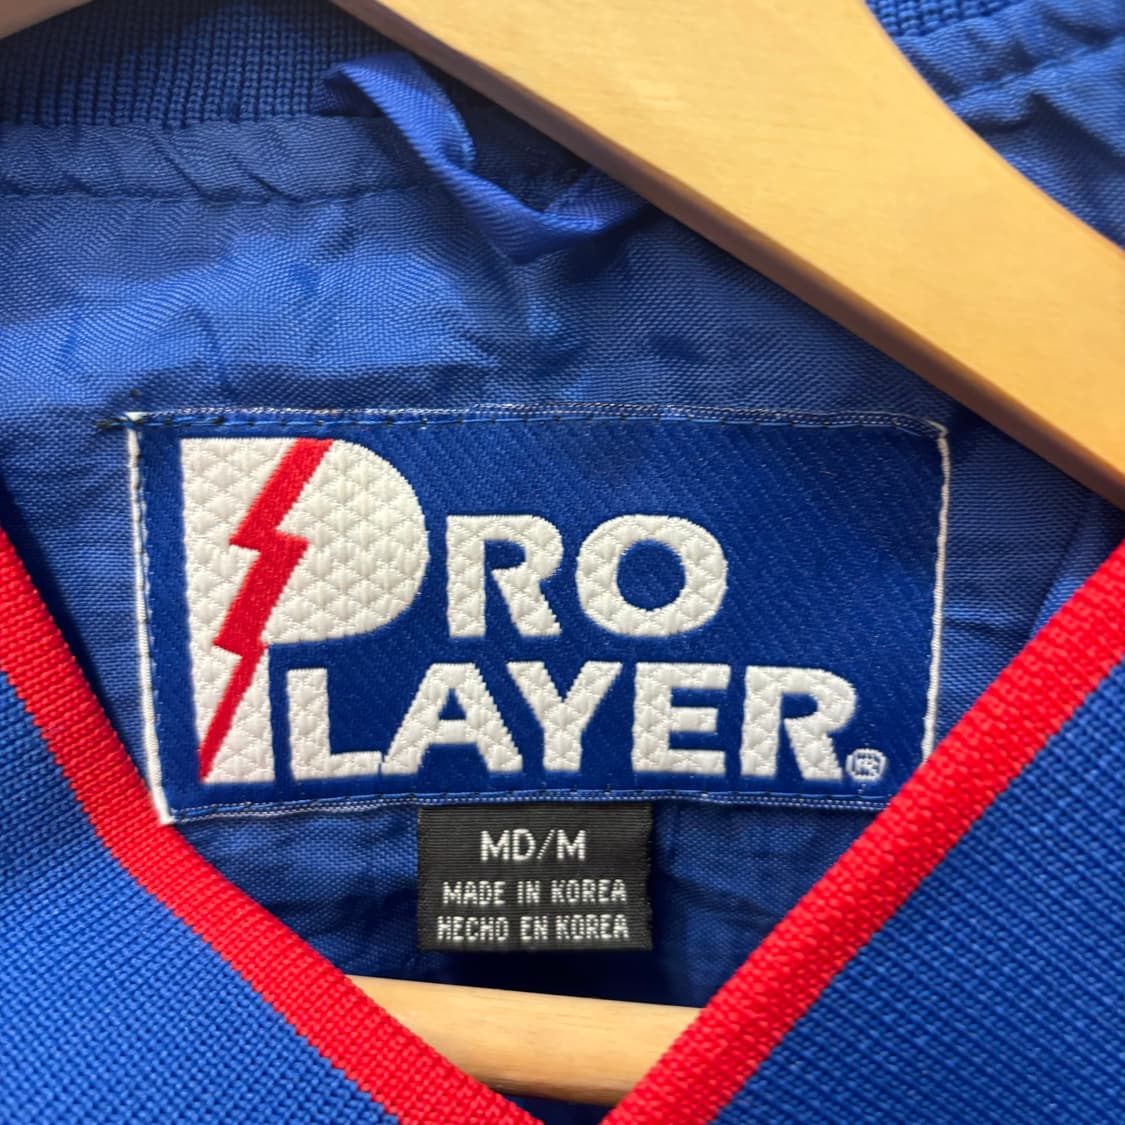 PRO
PLAYER®
MD/M
MADE IN KOREA
HECHO EN KOREA